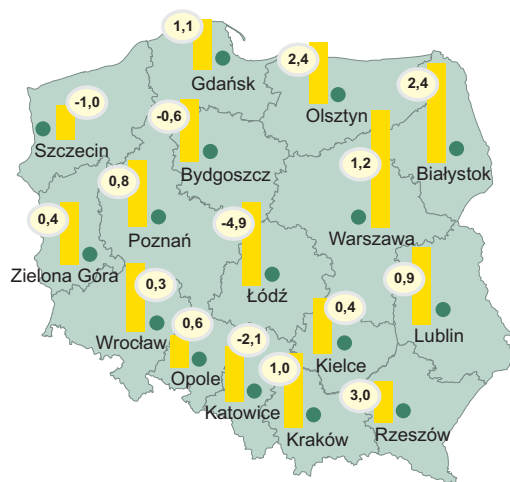 1,1
Gdańsk
2,4
Olsztyn
2,4
Białystok
-1,0
Szczecin
-0,6
Bydgoszcz
1,2
Warszawa
0,8
Poznań
0,4
Zielona Góra
-4,9
Łódź
0,9
Lublin
0,3
Wrocław
0,6
Opole
-2,1
Katowice
0,4
Kielce
1,0
Kraków
3,0
Rzeszów